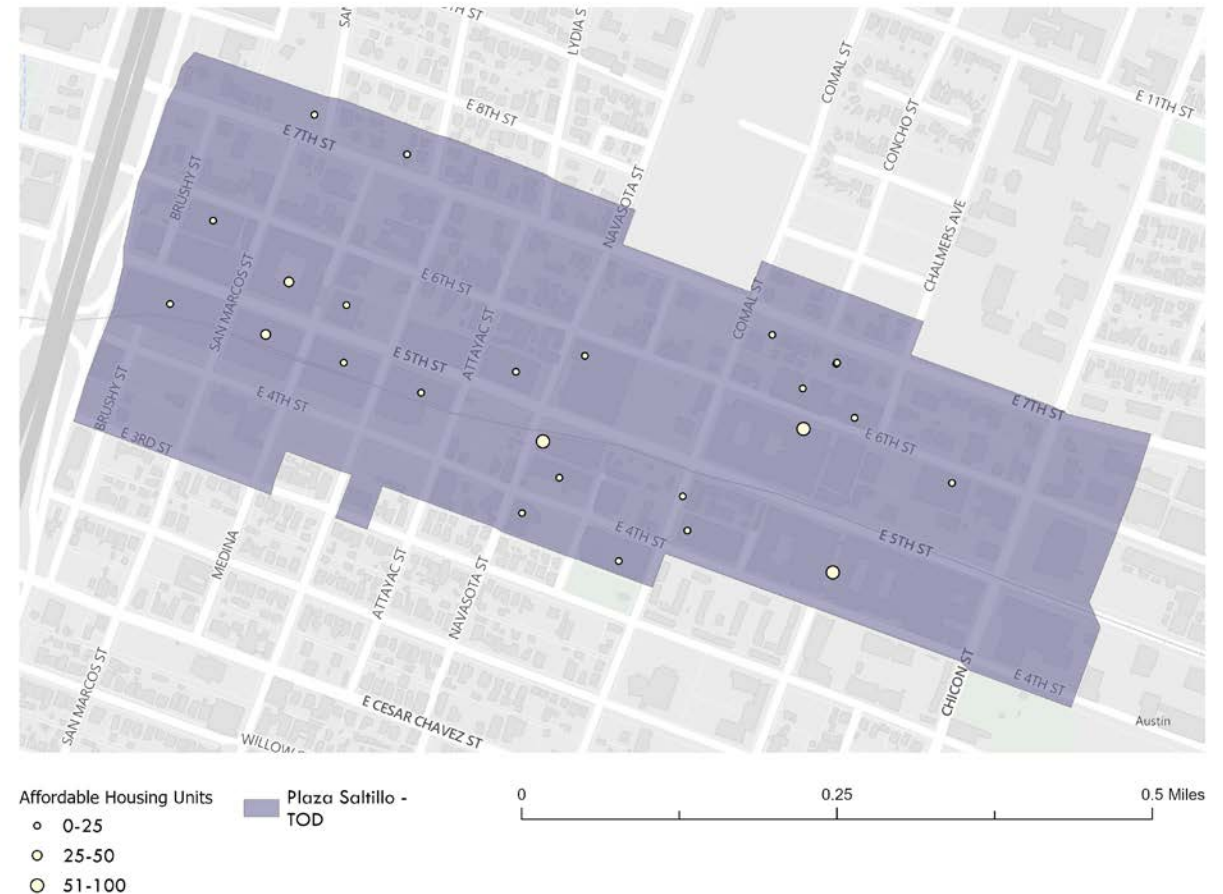 SAN
LYDIA S
COMAL ST
E 11TH ST
E 8TH ST
CONCHO ST
E 7TH ST
BRUSHY ST
NAVASOTA ST
CHALMERS AVE
E 6TH ST
SAN MARCOS ST
COMAL ST
ATTAYAC ST
E 5TH ST
E 7TH ST
BRUSHY ST
E 4TH ST
E 6TH ST
E 3RD ST
E 4TH ST
E 5TH ST
MEDINA
ATTAYAC ST
NAVASOTA ST
CHICON ST
E 4TH ST
SAN MARCOS ST
E CESAR CHAVEZ ST
Austin
Affordable Housing Units
0-25
25-50
51-100
Plaza Saltillo -
TOD
0 0.25 0.5 Miles